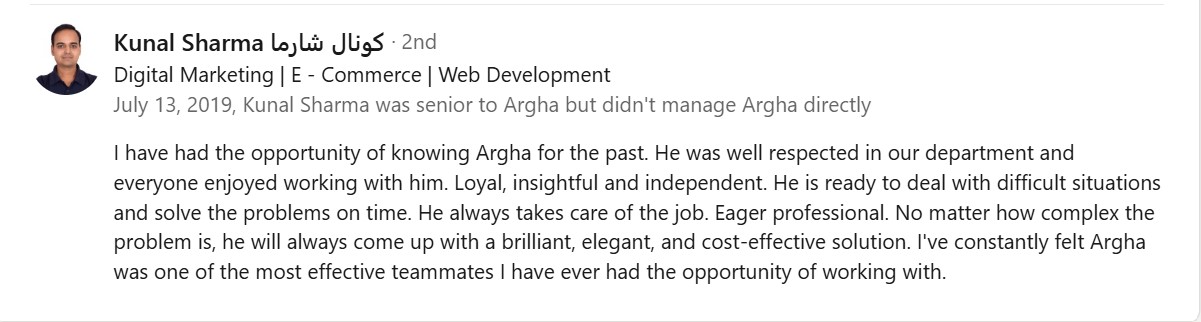 Kunal Sharma كونال شارما · 2nd
Digital Marketing | E - Commerce | Web Development
July 13, 2019, Kunal Sharma was senior to Argha but didn't manage Argha directly
I have had the opportunity of knowing Argha for the past. He was well respected in our department and
everyone enjoyed working with him. Loyal, insightful and independent. He is ready to deal with difficult situations
and solve the problems on time. He always takes care of the job. Eager professional. No matter how complex the
problem is, he will always come up with a brilliant, elegant, and cost-effective solution. I've constantly felt Argha
was one of the most effective teammates I have ever had the opportunity of working with.